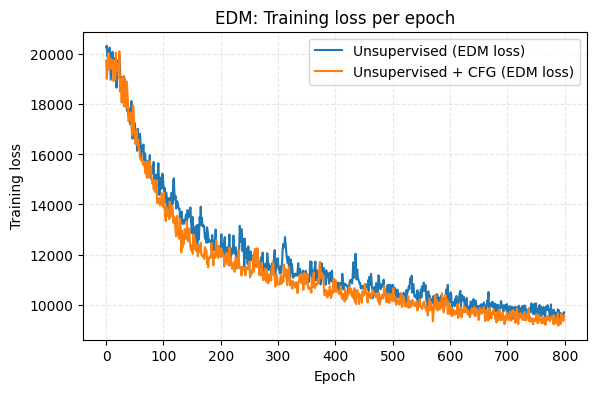 EDM: Training loss per epoch
Unsupervised (EDM loss)
Unsupervised + CFG (EDM loss)
Training loss
20000
18000
16000
14000
12000
10000
0 100 200 300 400 500 600 700 800
Epoch